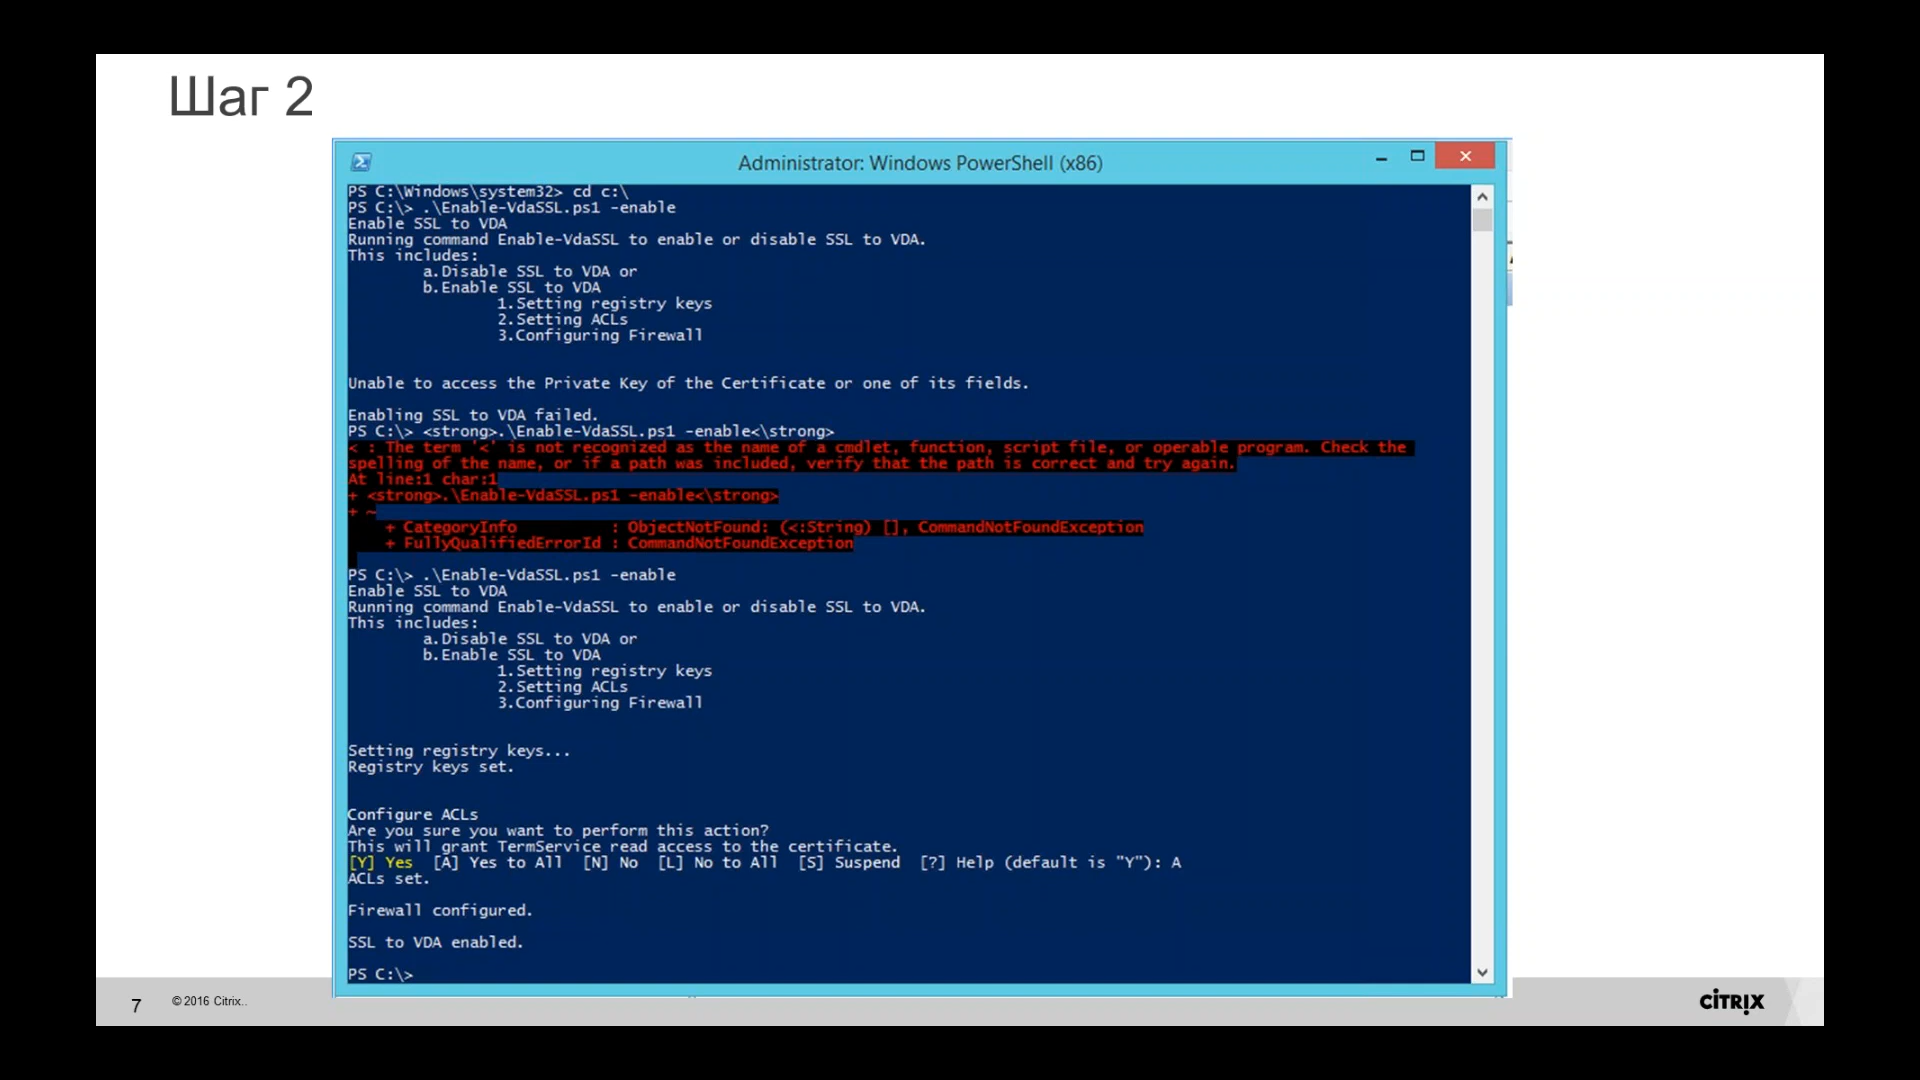 Шаг 2
Administrator: Windows PowerShell (x86)
PS C:\Windows\system32> cd c:\
PS C:\> .\Enable-VdaSSL.ps1 -enable
Enable SSL to VDA
Running command Enable-VdaSSL to enable or disable SSL to VDA.
This includes:
a.Disable SSL to VDA or
b.Enable SSL to VDA
1.Setting registry keys
2.Setting ACLs
3.Configuring Firewall
Unable to access the Private Key of the Certificate or one of its fields.
Enabling SSL to VDA failed.
PS C:\> <strong>.\Enable-VdaSSL.ps1 -enable<\strong>
< : The term '<' is not recognized as the name of a cmdlet, function, script file, or operable program. Check the
spelling of the name, or if a path was included, verify that the path is correct and try again.
At line:1 char:1
+ <strong>.\Enable-VdaSSL.ps1 -enable<\strong>
+ ~
+ CategoryInfo : ObjectNotFound: (<:String) [], CommandNotFoundException
+ FullyQualifiedErrorId : CommandNotFoundException
PS C:\> .\Enable-VdaSSL.ps1 -enable
Enable SSL to VDA
Running command Enable-VdaSSL to enable or disable SSL to VDA.
This includes:
a.Disable SSL to VDA or
b.Enable SSL to VDA
1.Setting registry keys
2.Setting ACLs
3.Configuring Firewall
Setting registry keys...
Registry keys set.
Configure ACLs
Are you sure you want to perform this action?
This will grant TermService read access to the certificate.
[Y] Yes [A] Yes to All [N] No [L] No to All [S] Suspend [?] Help (default is "Y"): A
ACLs set.
Firewall configured.
SSL to VDA enabled.
PS C:\>
7 © 2016 Citrix.. CITRIX